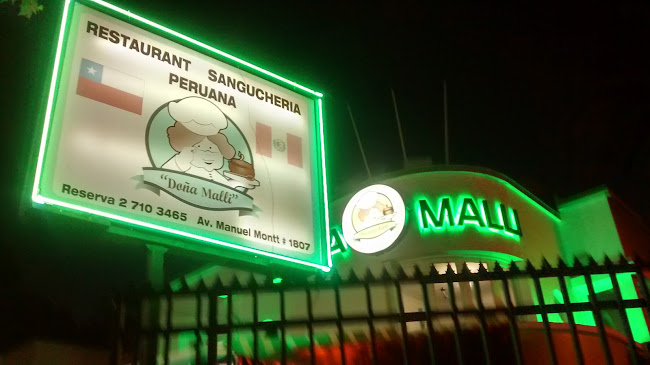 RESTAURANT SANGUCHERIA
PERUANA
"Doña Malli"
Reserva 2 710 3465 Av. Manuel Montt # 1807
A MALLI